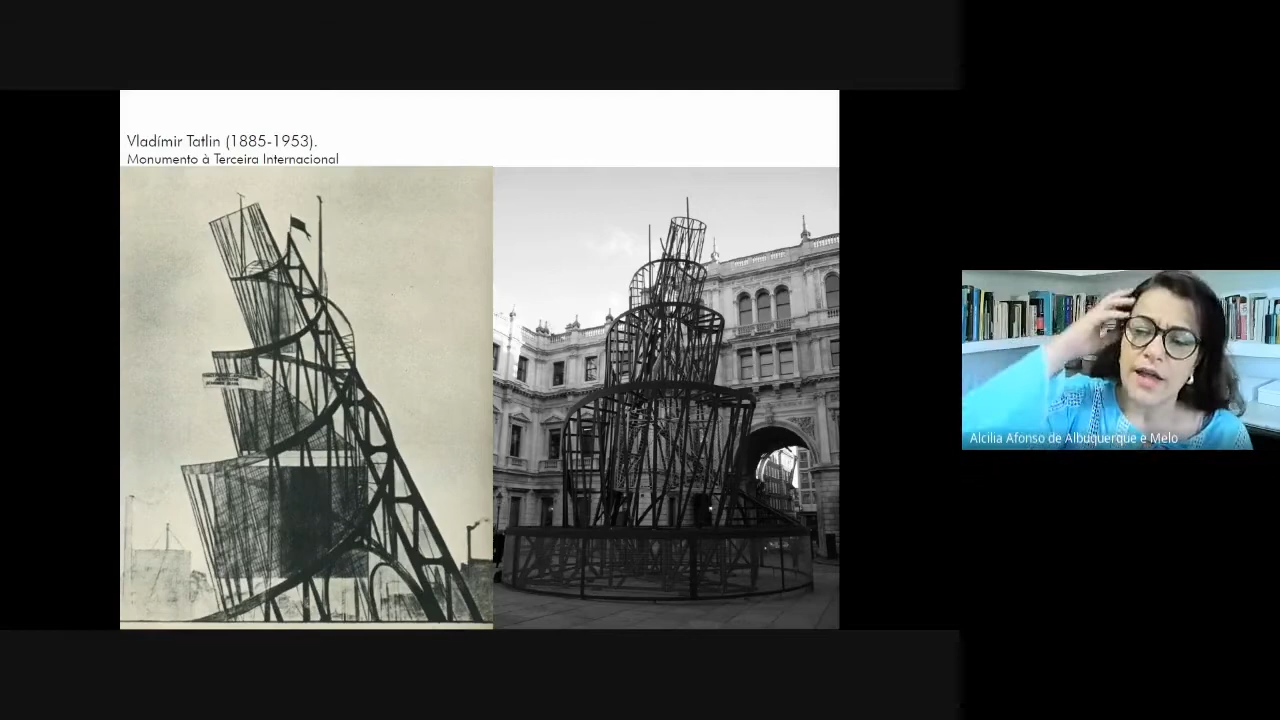 Vladímir Tatlin (1885-1953).
Monumento à Terceira Internacional
Alcilia Afonso de Albuquerque e Melo